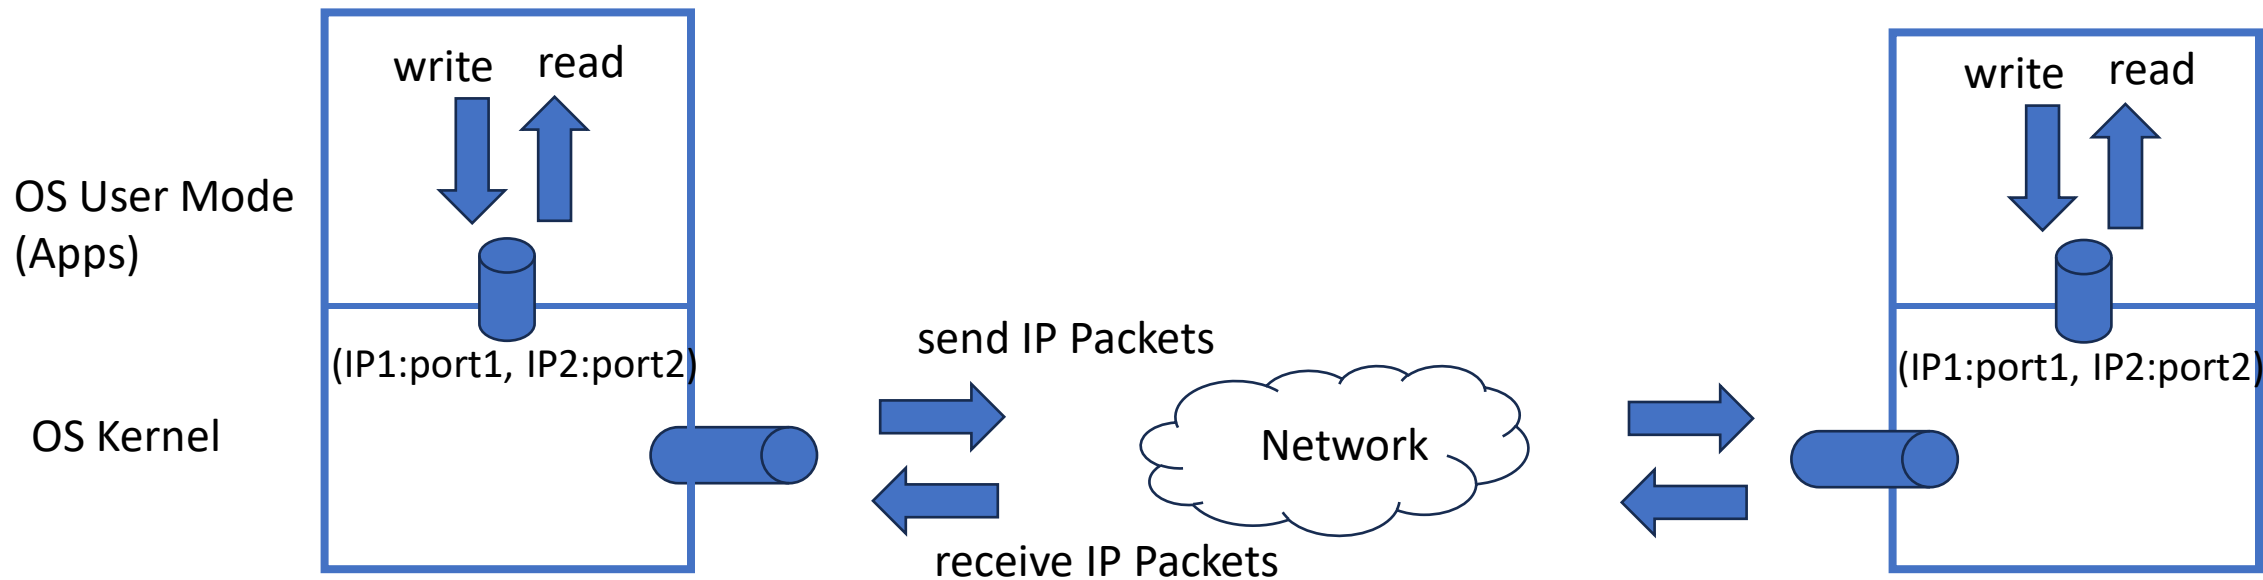 write read
write read
OS User Mode
(Apps)
send IP Packets
(IP1:port1, IP2:port2)
(IP1:port1, IP2:port2)
OS Kernel
Network
receive IP Packets